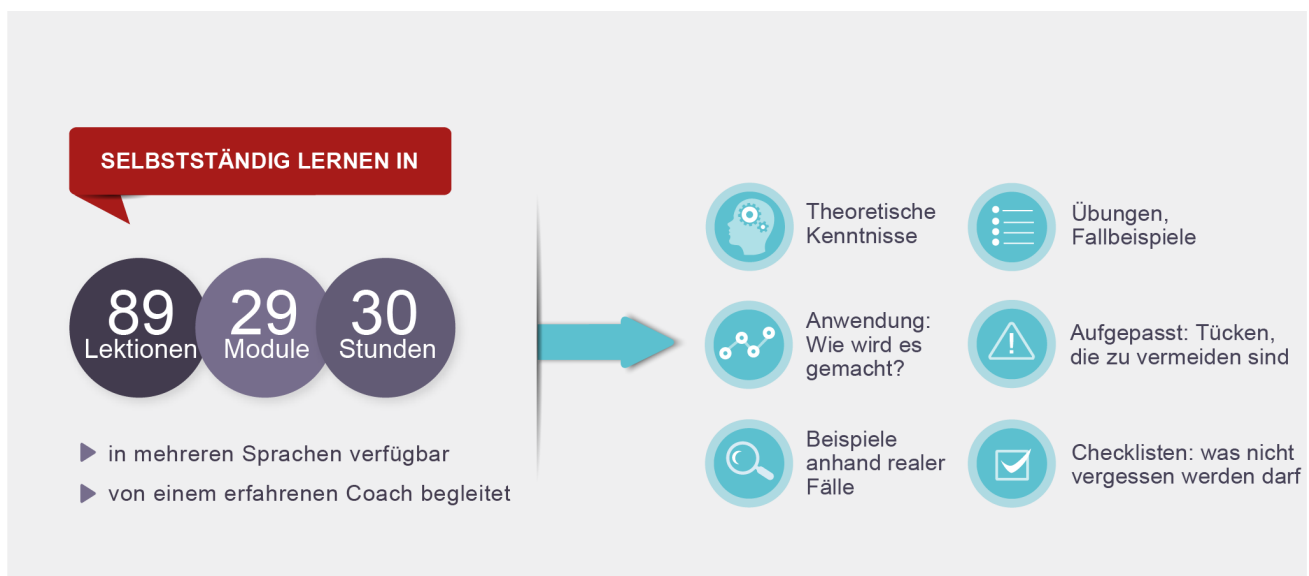 SELBSTSTÄNDIG LERNEN IN
89
Lektionen
29
Module
30
Stunden
in mehreren Sprachen verfügbar
von einem erfahrenen Coach begleitet
Theoretische
Kenntnisse
Übungen,
Fallbeispiele
Anwendung:
Wie wird es
gemacht?
Aufgepasst: Tücken,
die zu vermeiden sind
Beispiele
anhand realer
Fälle
Checklisten: was nicht
vergessen werden darf